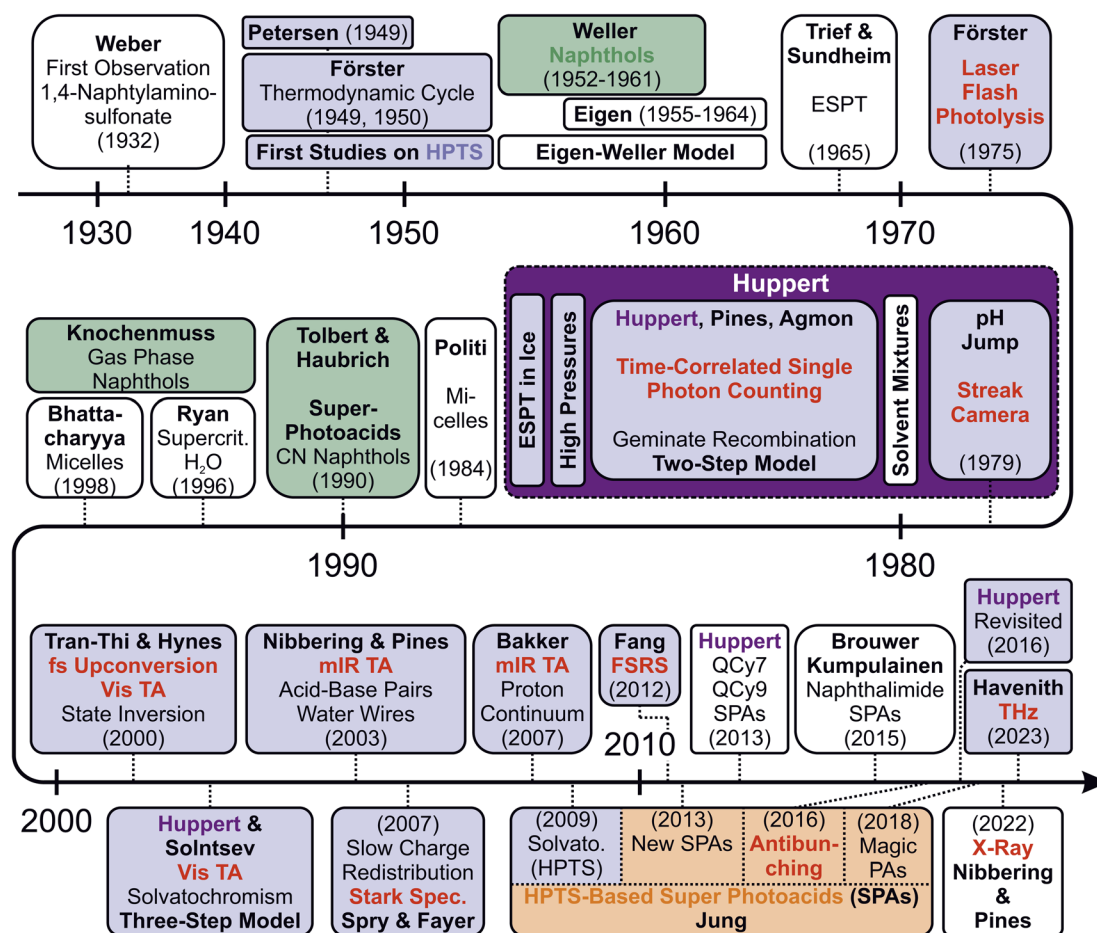 Weber
First Observation
1,4-Naphtylamino-
sulfonate
(1932)
Petersen (1949)
Förster
Thermodynamic Cycle
(1949, 1950)
First Studies on HPTS
Weller
Naphthols
(1952-1961)
Eigen (1955-1964)
Eigen-Weller Model
Trief &
Sundheim
ESPT
(1965)
Förster
Laser
Flash
Photolysis
(1975)
1930
1940
1950
1960
1970
Knochenmuss
Gas Phase
Naphthols
Bhatta-
charyya
Micelles
(1998)
Ryan
Supercrit.
H2O
(1996)
Tolbert &
Haubrich
Super-
Photoacids
CN Naphthols
(1990)
Politi
Mi-
celles
(1984)
Huppert
ESPT in Ice
High Pressures
Huppert, Pines, Agmon
Time-Correlated Single
Photon Counting
Geminate Recombination
Two-Step Model
Solvent Mixtures
pH
Jump
Streak
Camera
(1979)
1990
1980
Tran-Thi & Hynes
fs Upconversion
Vis TA
State Inversion
(2000)
Nibbering & Pines
mIR TA
Acid-Base Pairs
Water Wires
(2003)
Bakker
mIR TA
Proton
Continuum
(2007)
Fang
FSRS
(2012)
Huppert
QCy7
QCy9
SPAs
(2013)
Brouwer
Kumpulainen
Naphthalimide
SPAs
(2015)
Huppert
Revisited
(2016)
Havenith
THz
(2023)
2000
2010
Huppert &
Solntsev
Vis TA
Solvatochromism
Three-Step Model
(2007)
Slow Charge
Redistribution
Stark Spec.
Spry & Fayer
(2009)
Solvato.
(HPTS)
(2013)
New SPAs
(2016)
Antibun-
ching
(2018)
Magic
PAs
HPTS-Based Super Photoacids (SPAs)
Jung
(2022)
X-Ray
Nibbering
&
Pines